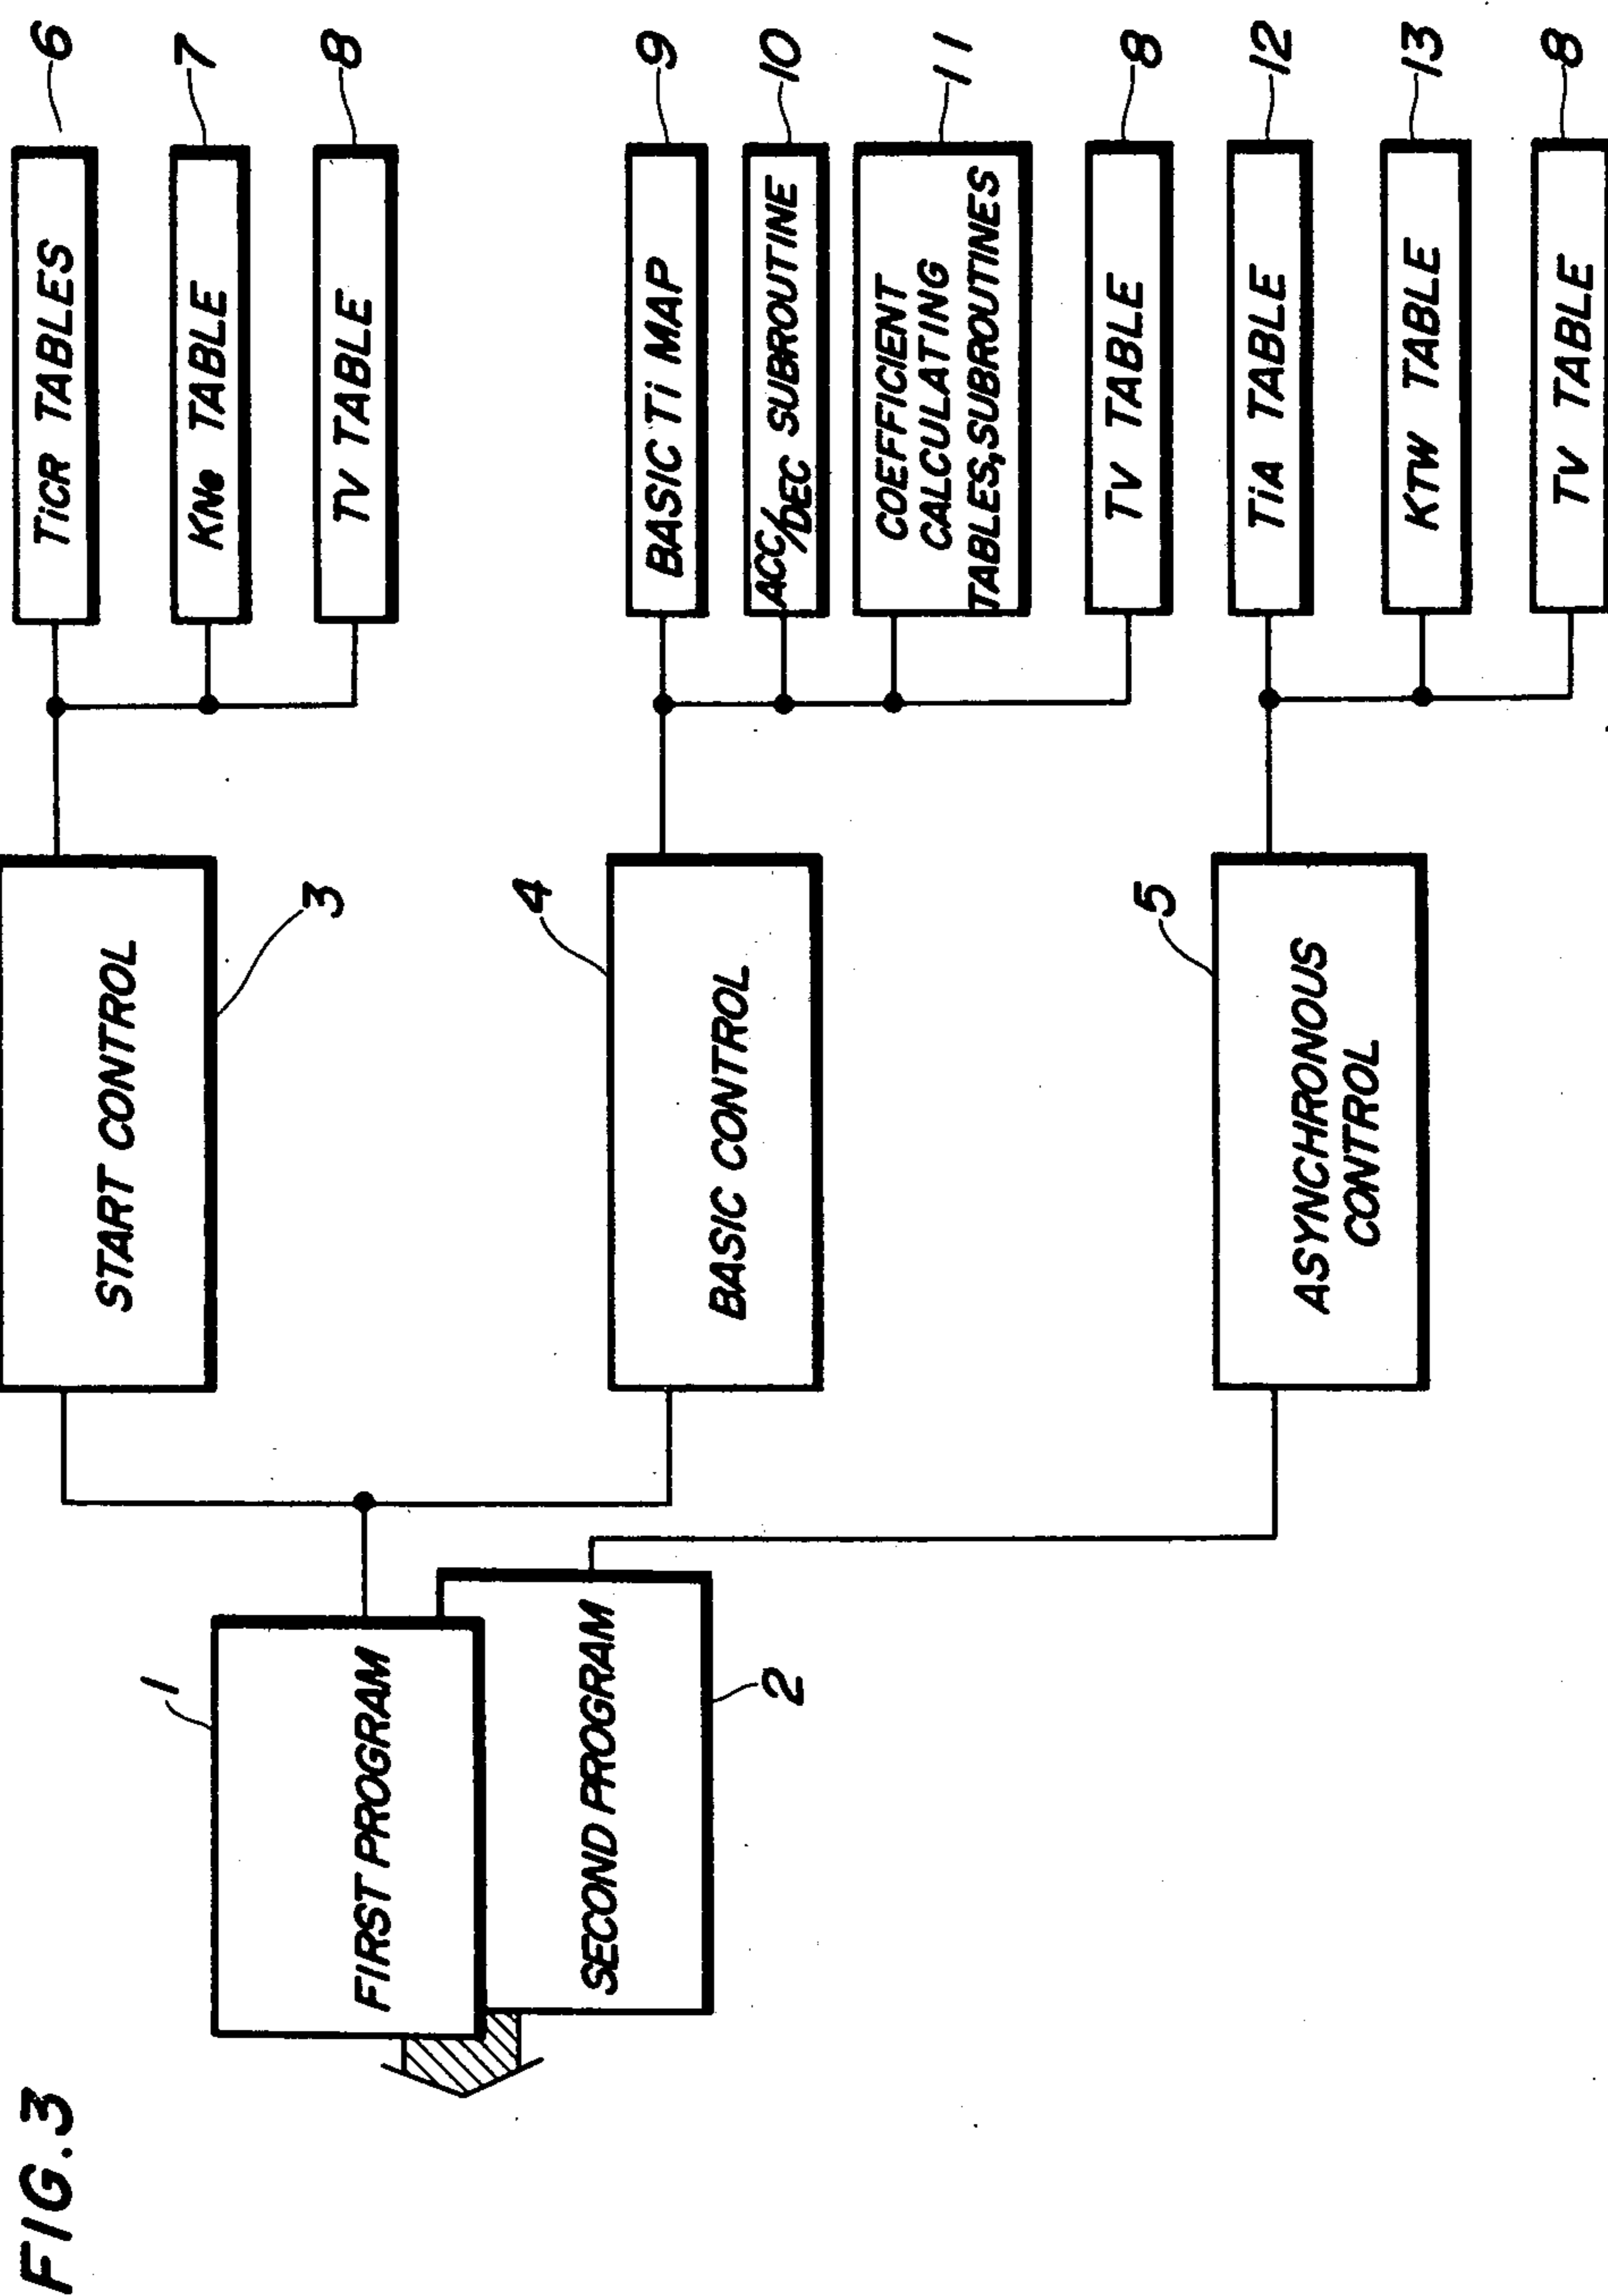 FIG.3
1
FIRST PROGRAM
SECOND PROGRAM
2
START CONTROL
3
4
BASIC CONTROL
5
ASYNCHRONOUS
CONTROL
TiCR TABLES
6
KNe TABLE
7
TV TABLE
8
BASIC Ti MAP
9
ACC/DEC SUBROUTINE
10
COEFFICIENT
CALCULATING
TABLES,SUBROUTINES
11
TV TABLE
8
TiA TABLE
12
KTW TABLE
13
TV TABLE
8